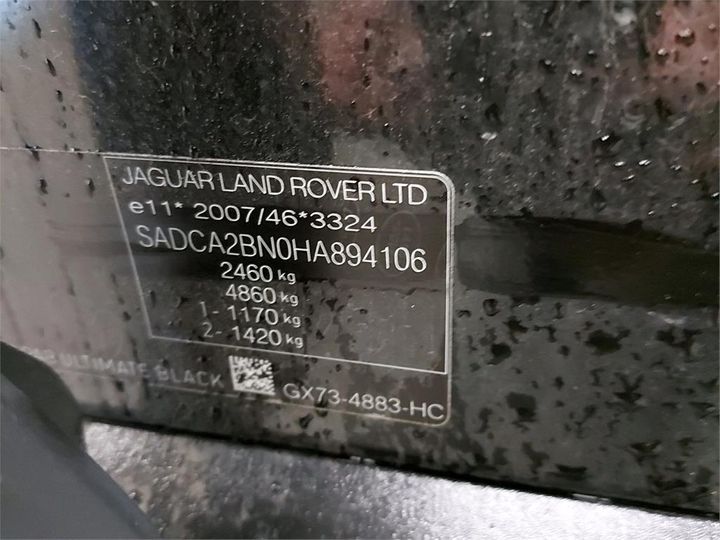 JAGUAR LAND ROVER LTD
e11* 2007/46*3324
SADCA2BN0HA894106
2460 kg
4860 kg
1- 1170 kg
2- 1420 kg
ULTIMATE BLACK
GX73-4883-HC